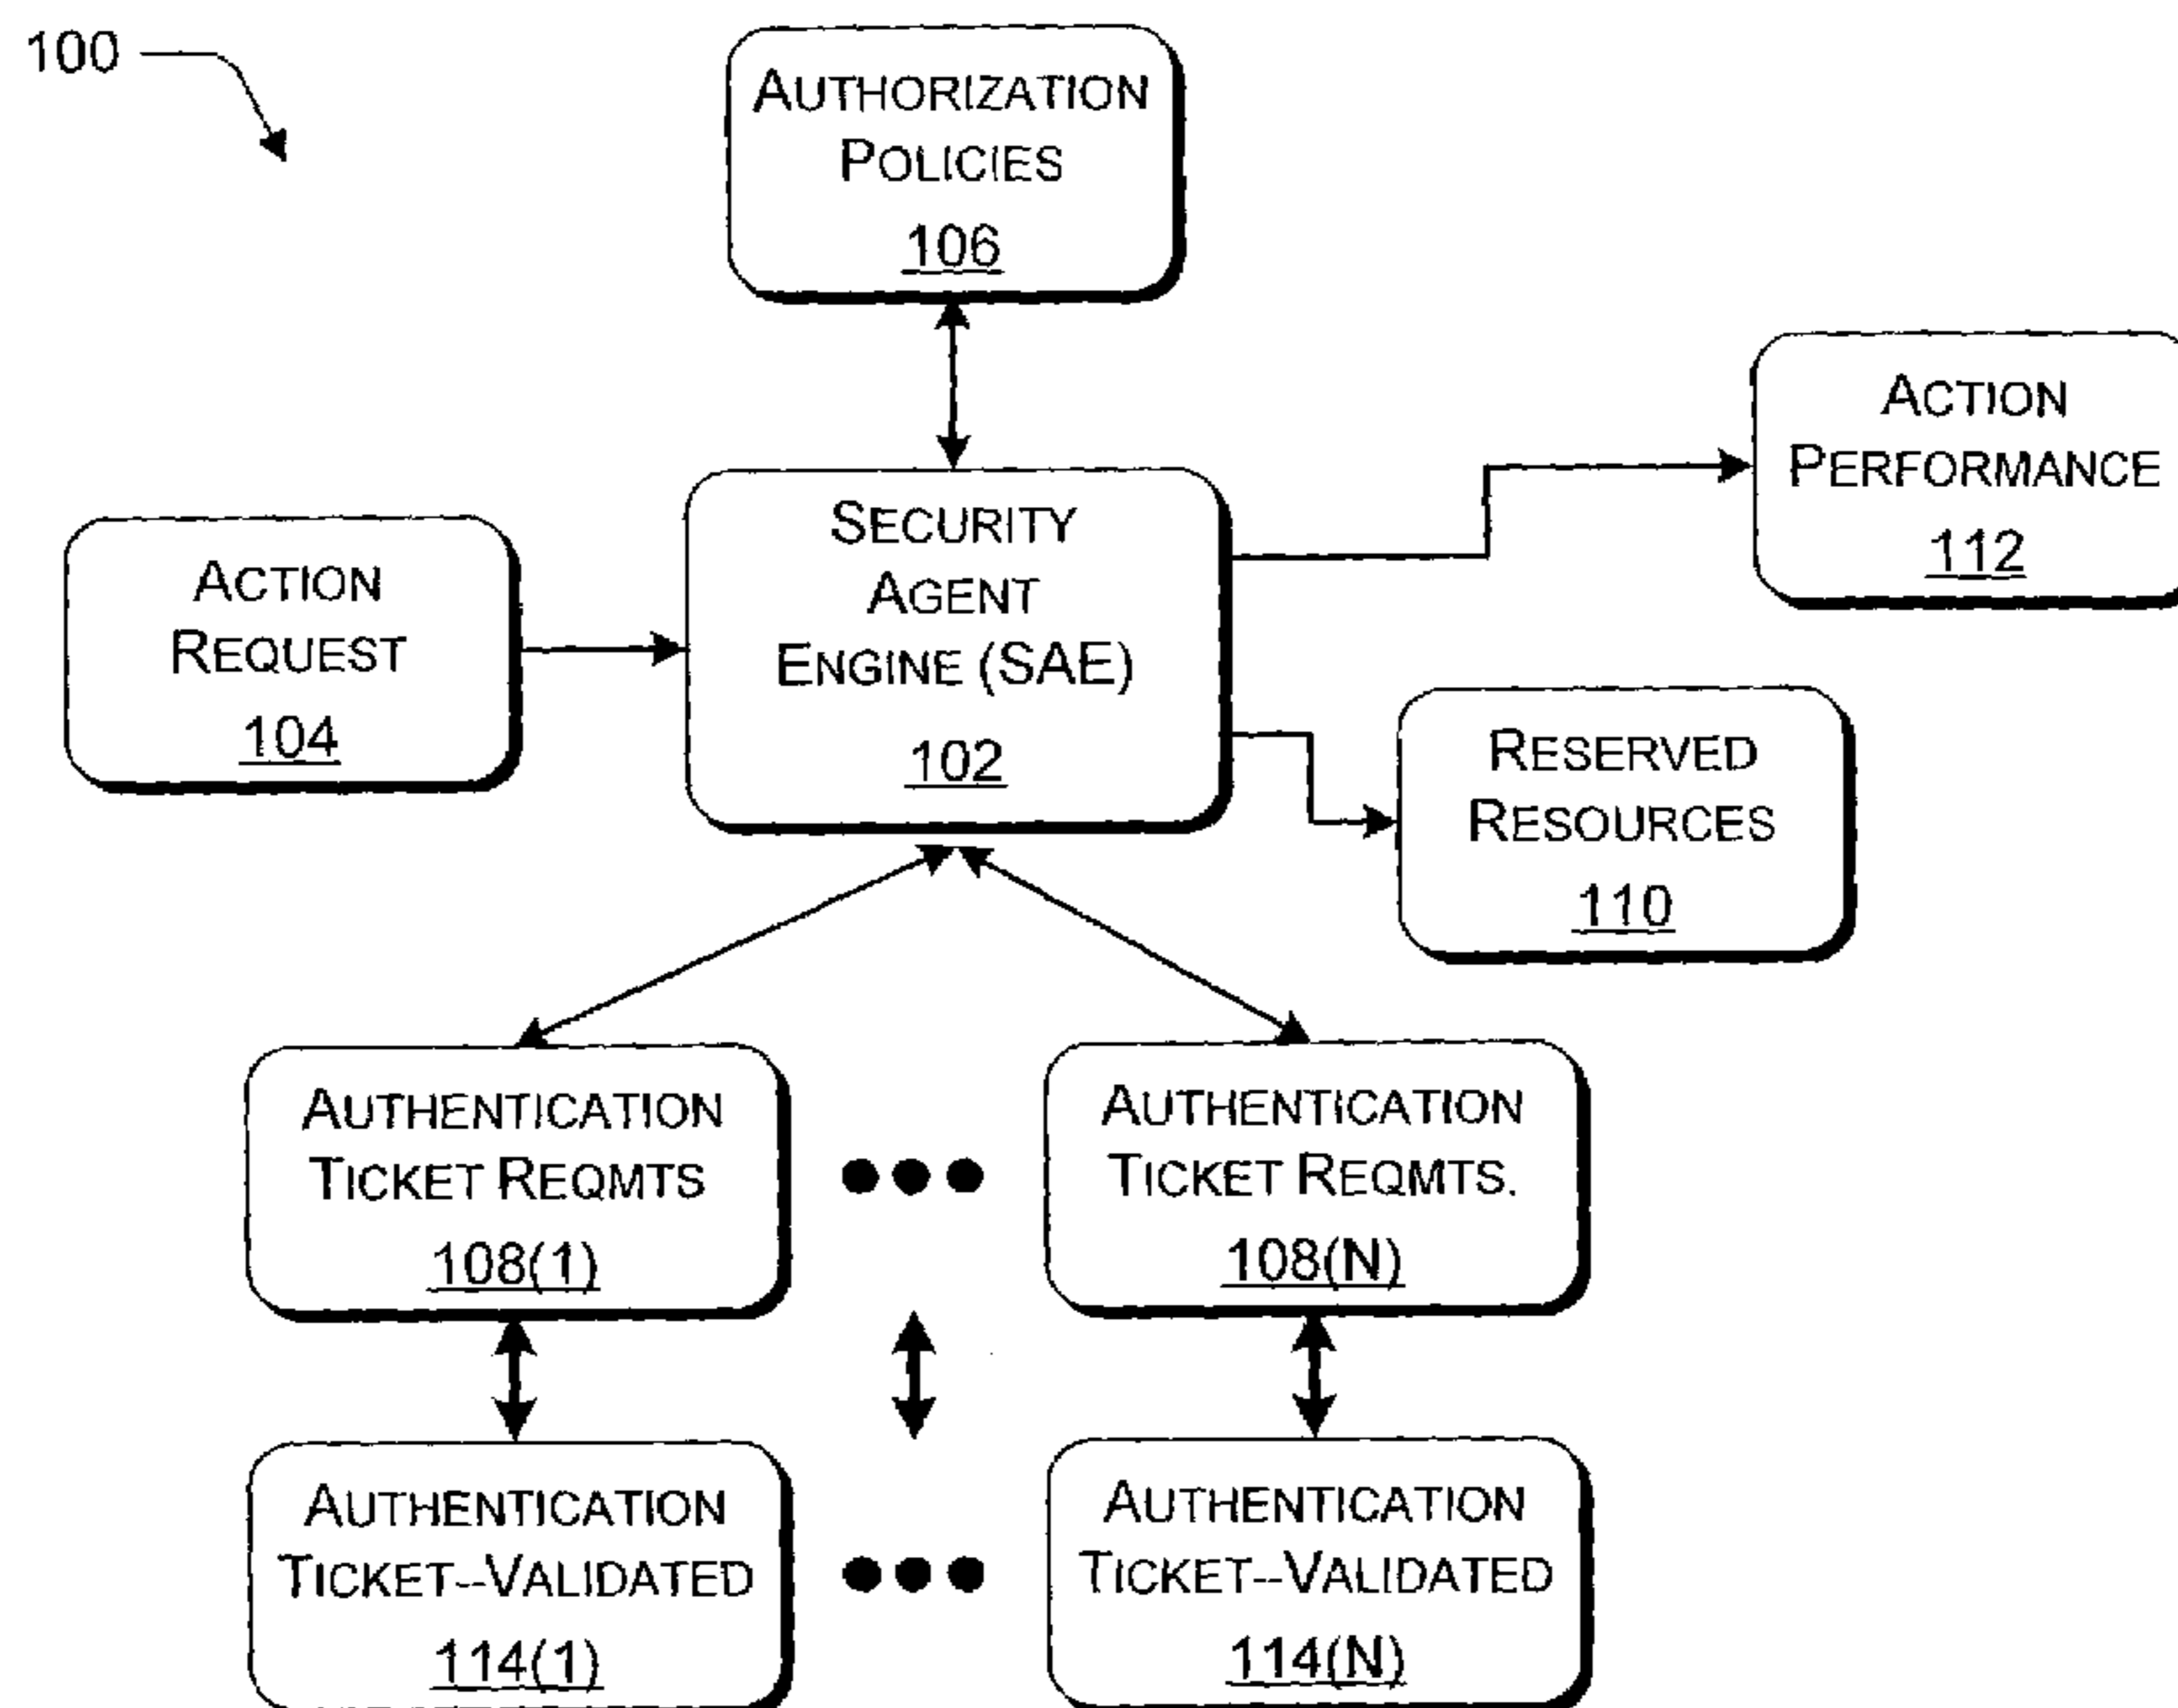 100
AUTHORIZATION
POLICIES
106
ACTION
PERFORMANCE
112
SECURITY
AGENT
ENGINE (SAE)
102
ACTION
REQUEST
104
RESERVED
RESOURCES
110
AUTHENTICATION
TICKET REQMTS
108(1)
AUTHENTICATION
TICKET REQMTS.
108(N)
AUTHENTICATION
TICKET--VALIDATED
114(1)
AUTHENTICATION
TICKET--VALIDATED
114(N)